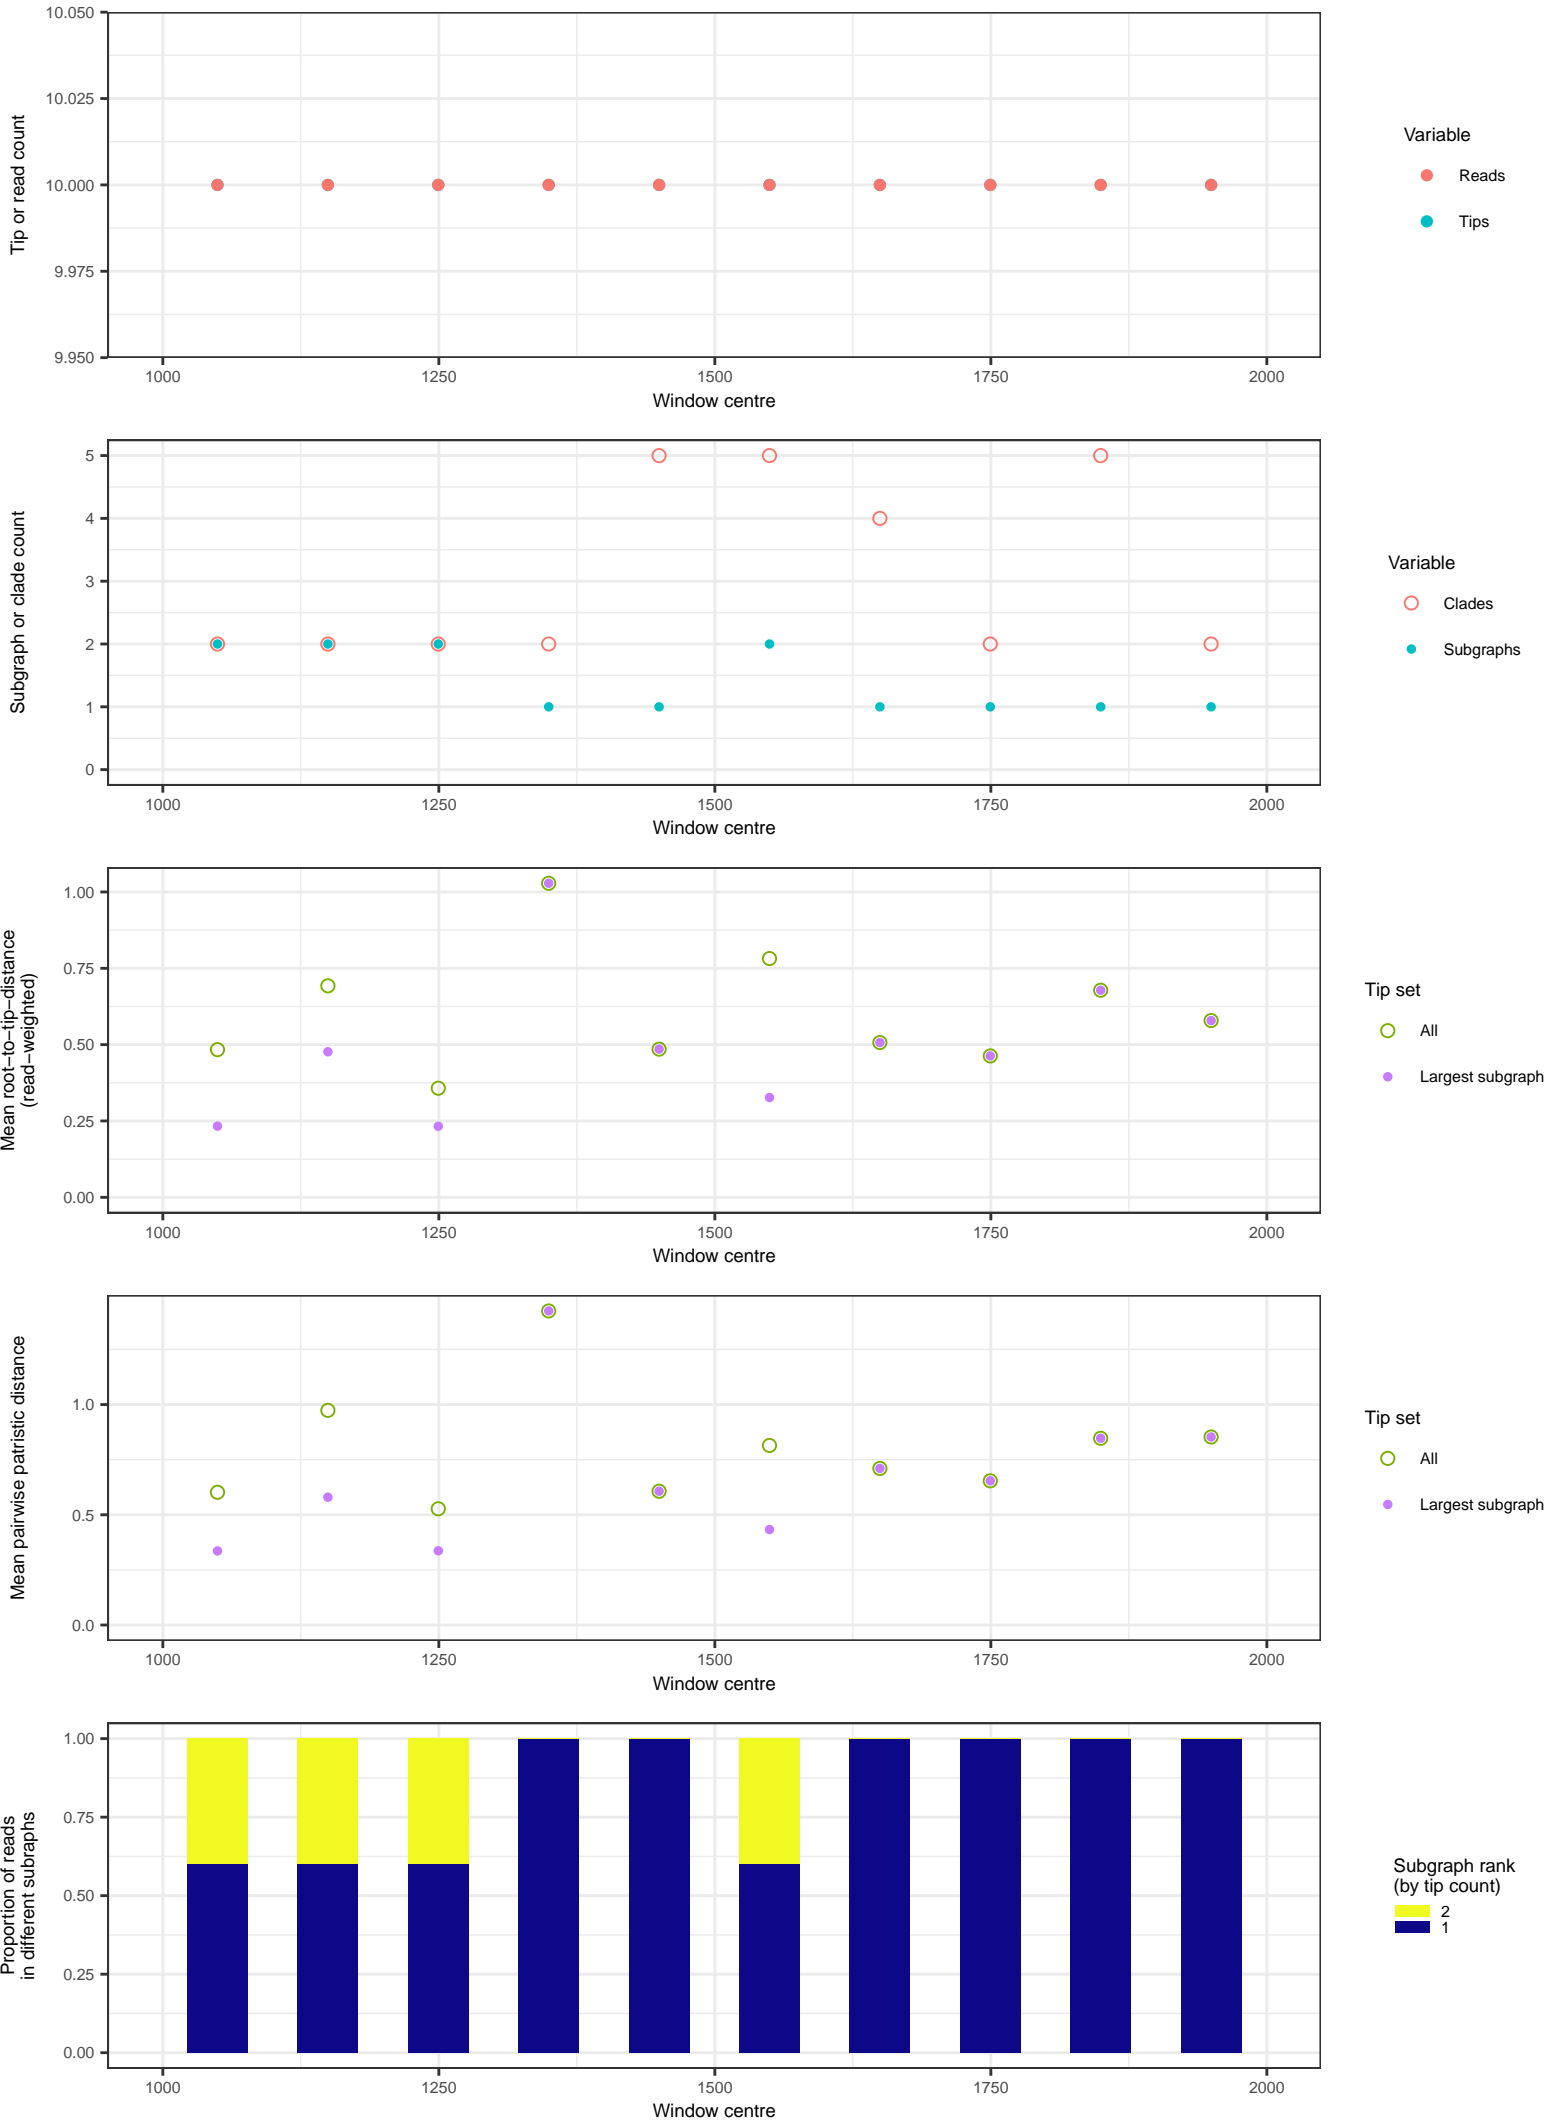 10.050
10.025
10.000
9.975
9.950
Tip or read count
1000 1250 1500 1750 2000
Window centre
Variable
Reads
Tips
5
4
3
2
1
0
Subgraph or clade count
1000 1250 1500 1750 2000
Window centre
Variable
Clades
Subgraphs
1.00
0.75
0.50
0.25
0.00
Mean root−to−tip−distance
(read−weighted)
1000 1250 1500 1750 2000
Window centre
Tip set
All
Largest subgraph
1.0
0.5
0.0
Mean pairwise patristic distance
1000 1250 1500 1750 2000
Window centre
Tip set
All
Largest subgraph
1.00
0.75
0.50
0.25
0.00
Proportion of reads
in different subraphs
1000 1250 1500 1750 2000
Window centre
Subgraph rank
(by tip count)
2
1